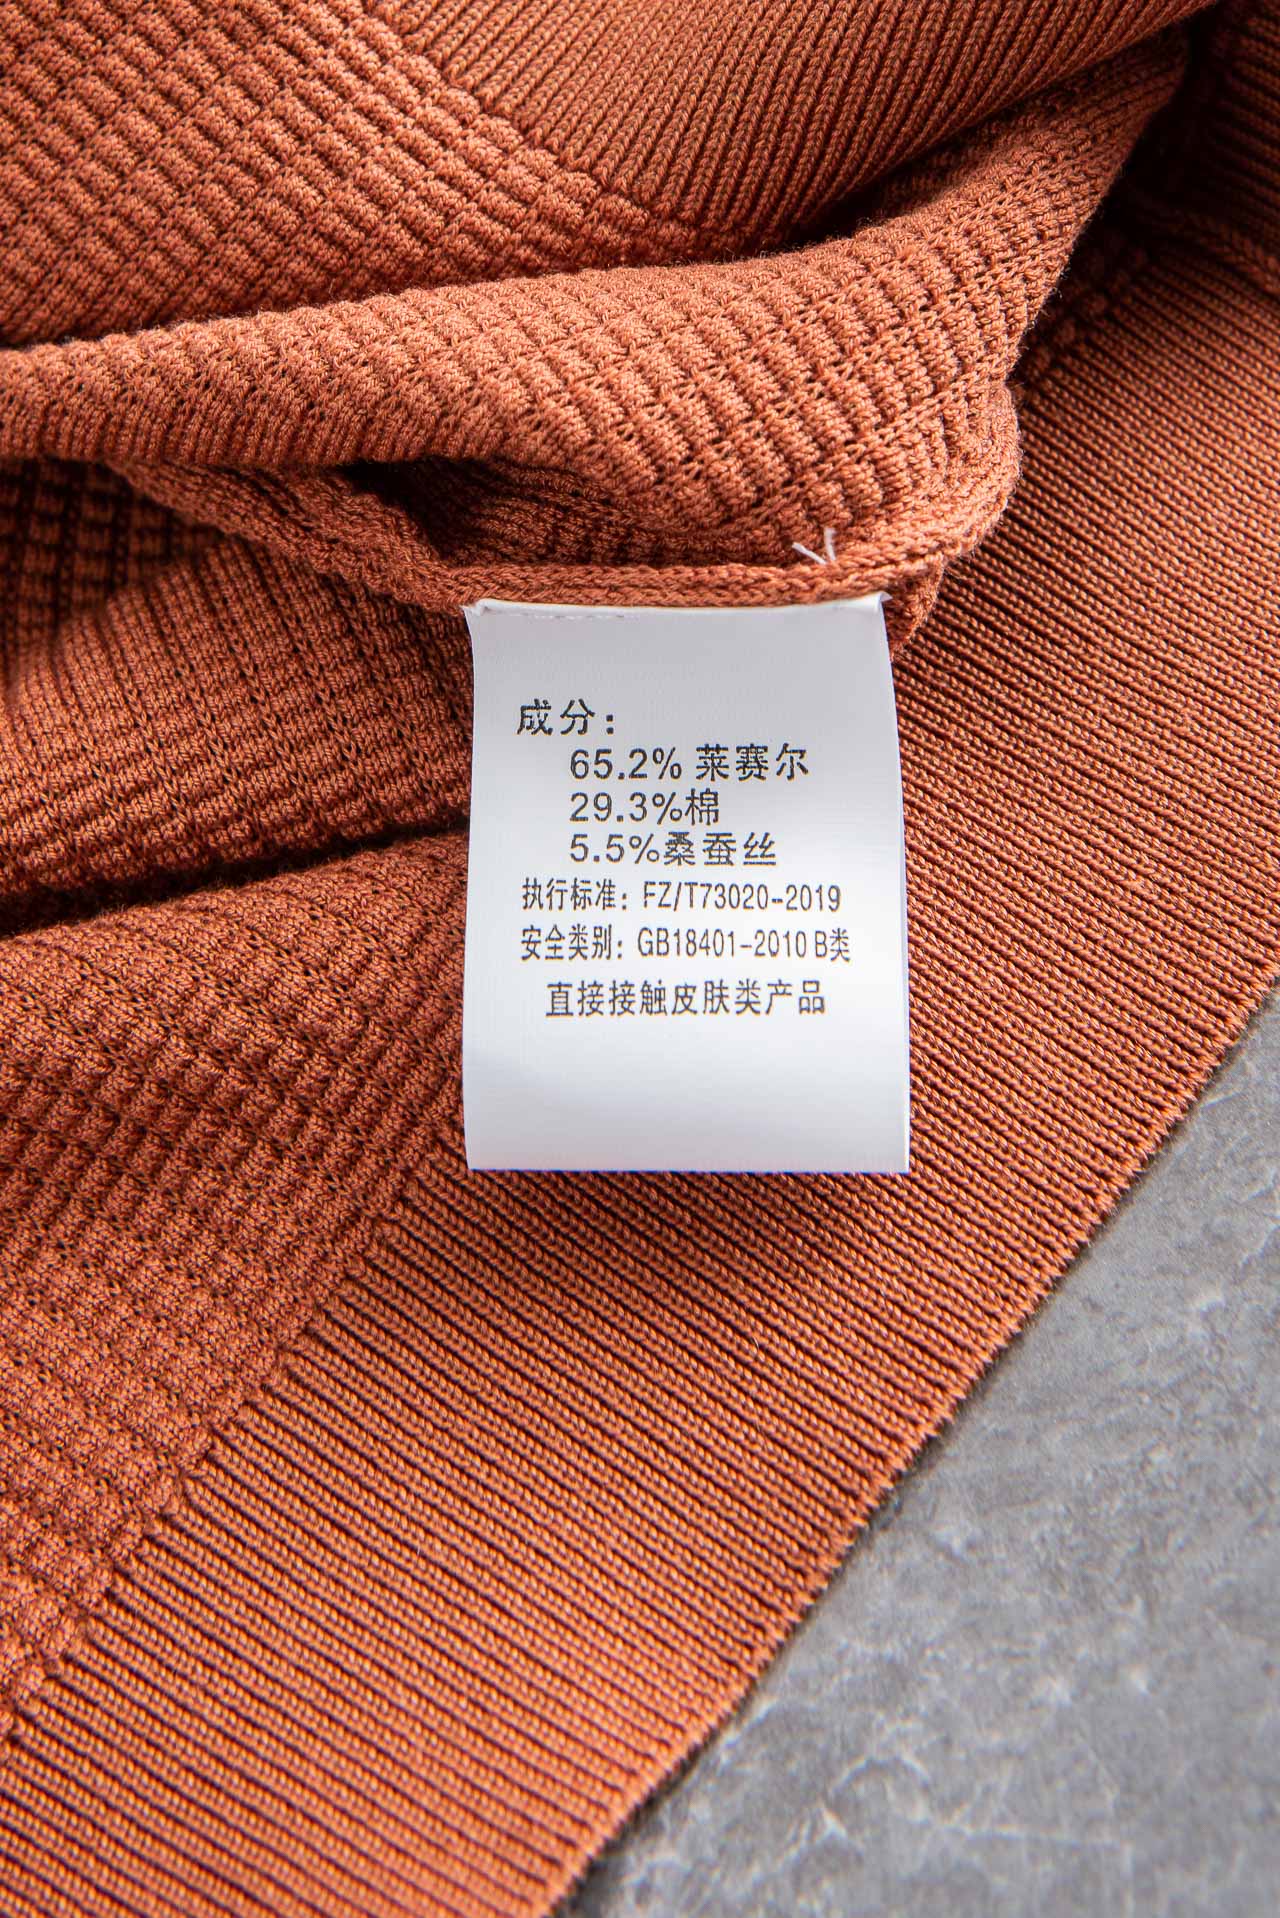 成分：
65.2% 莱赛尔
29.3%棉
5.5%桑蚕丝
执行标准：FZ/T73020-2019
安全类别：GB18401-2010 B类
直接接触皮肤类产品